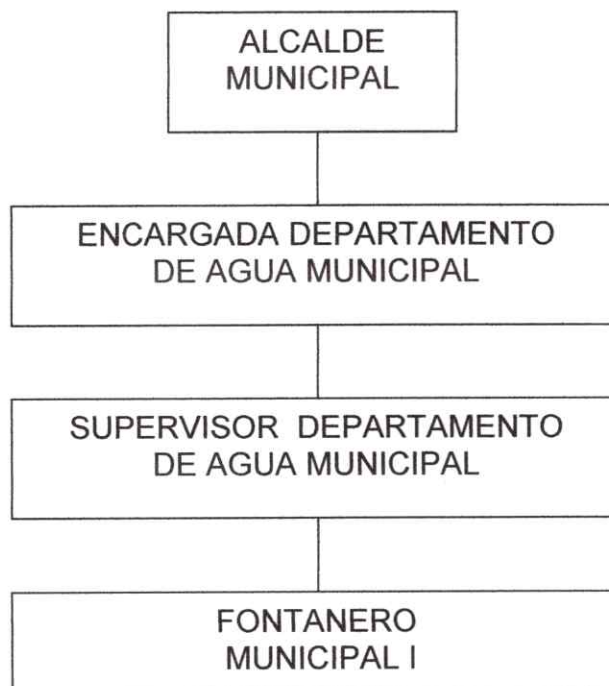 ALCALDE
MUNICIPAL
ENCARGADA DEPARTAMENTO
DE AGUA MUNICIPAL
SUPERVISOR DEPARTAMENTO
DE AGUA MUNICIPAL
FONTANERO
MUNICIPAL I